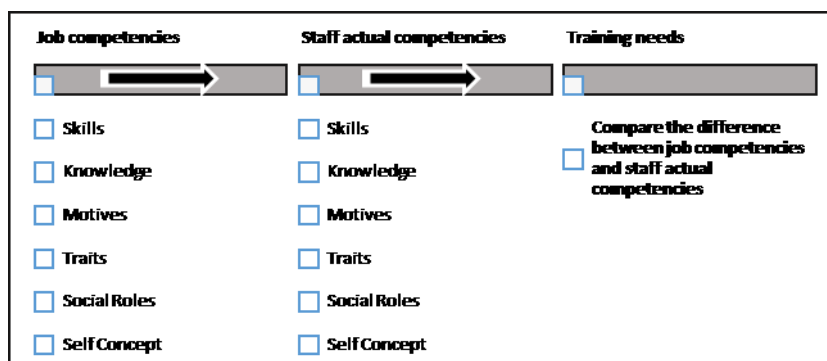 Job competencies
Skills
Knowledge
Motives
Traits
Social Roles
Self Concept
Staff actual competencies
Skills
Knowledge
Motives
Traits
Social Roles
Self Concept
Training needs
Compare the difference
between job competencies
and staff actual
competencies